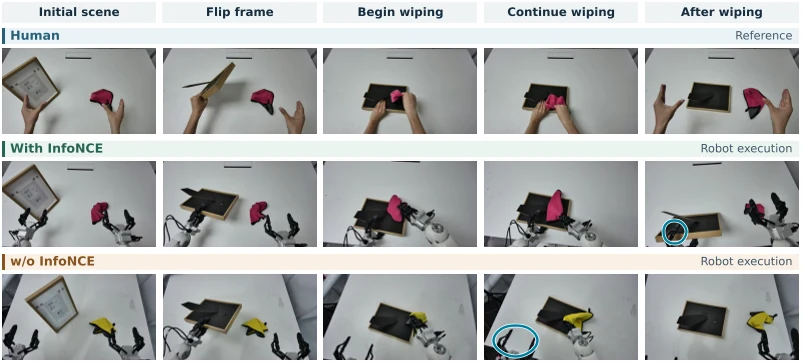 Initial scene
Flip frame
Begin wiping
Continue wiping
After wiping
Human
Reference
With InfoNCE
Robot execution
w/o InfoNCE
Robot execution